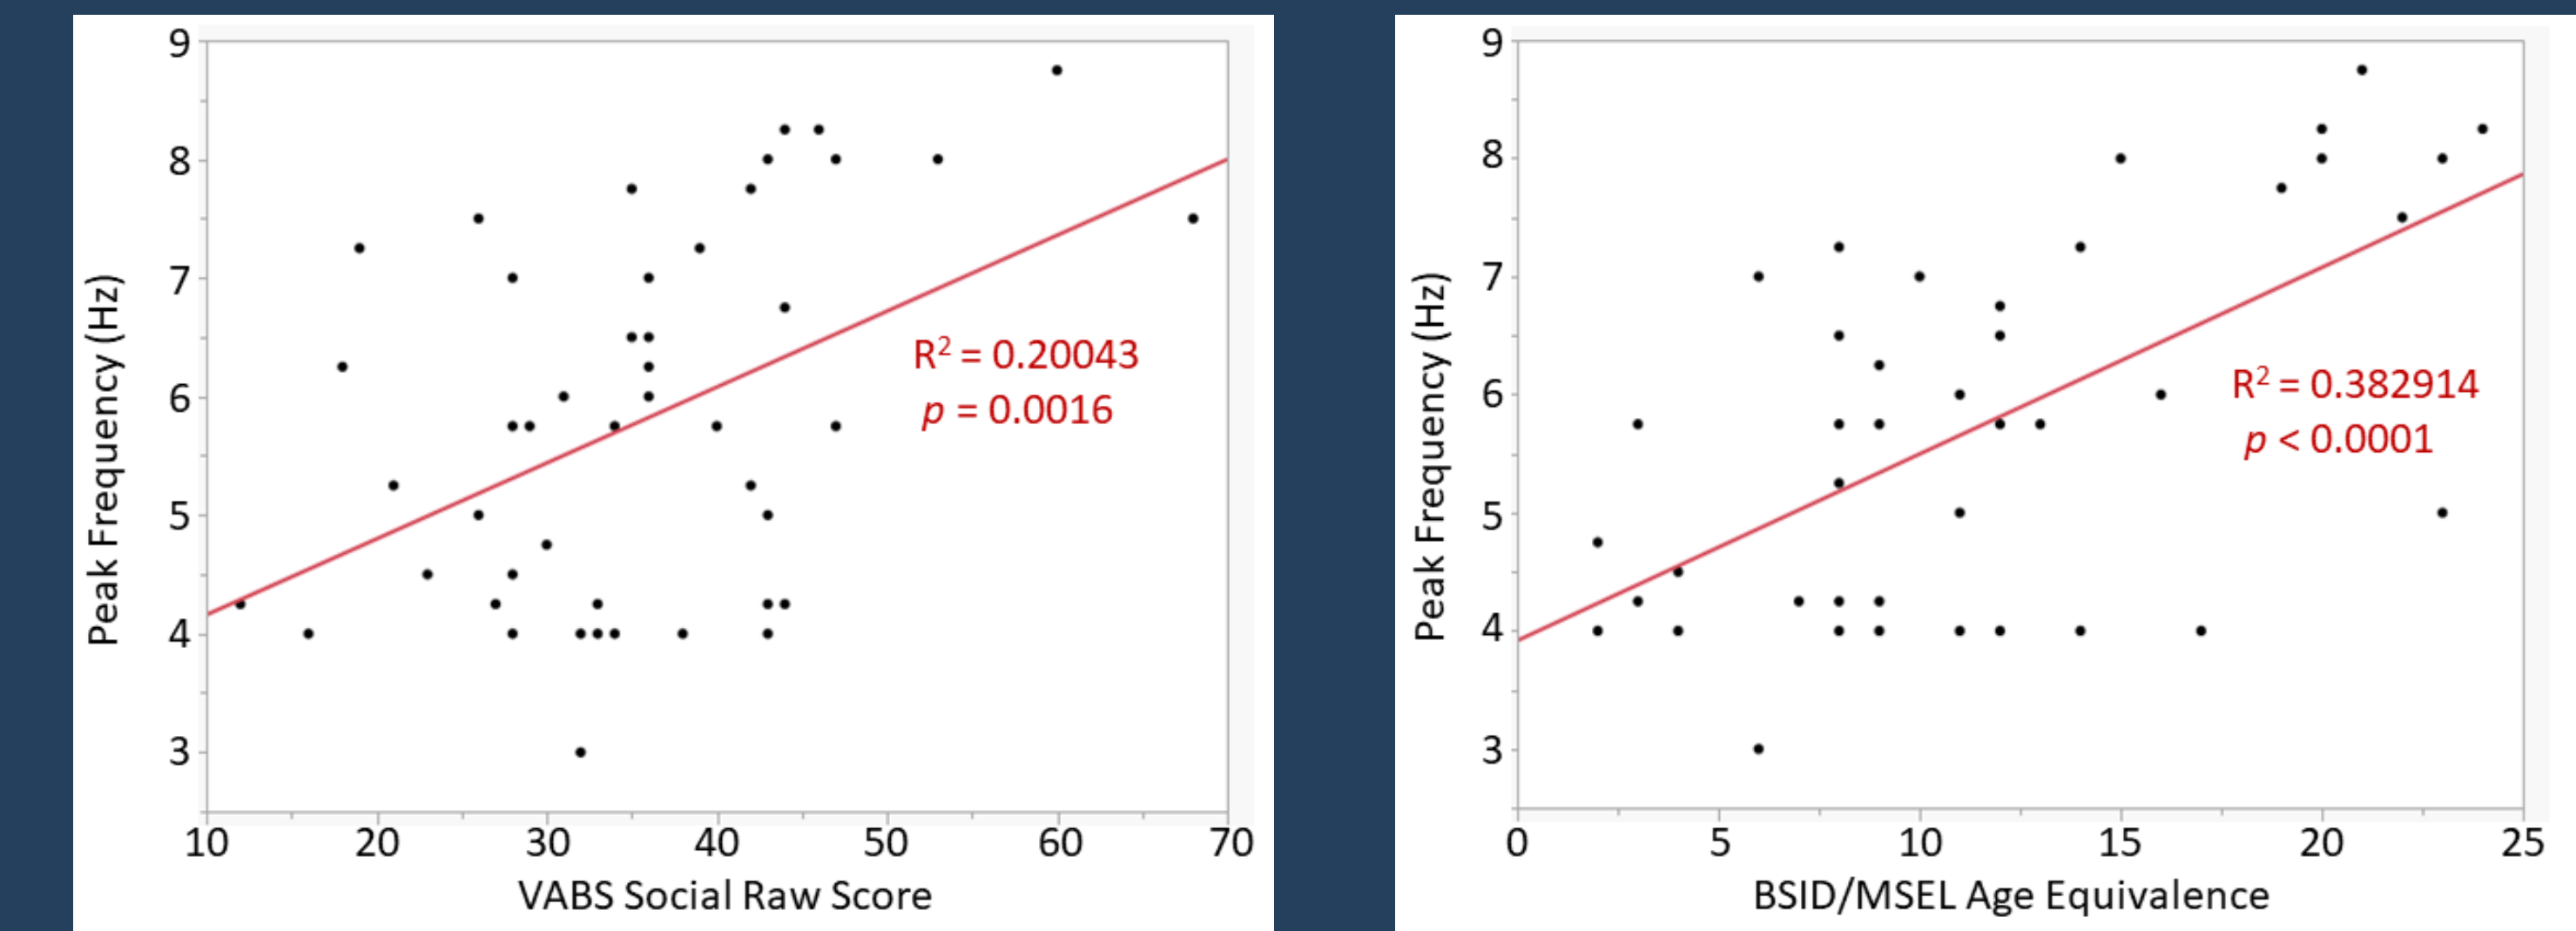 9
8
7
6
5
4
3
Peak Frequency (Hz)
R² = 0.20043
p = 0.0016
10 20 30 40 50 60 70
VABS Social Raw Score
9
8
7
6
5
4
3
Peak Frequency (Hz)
R² = 0.382914
p < 0.0001
0 5 10 15 20 25
BSID/MSEL Age Equivalence